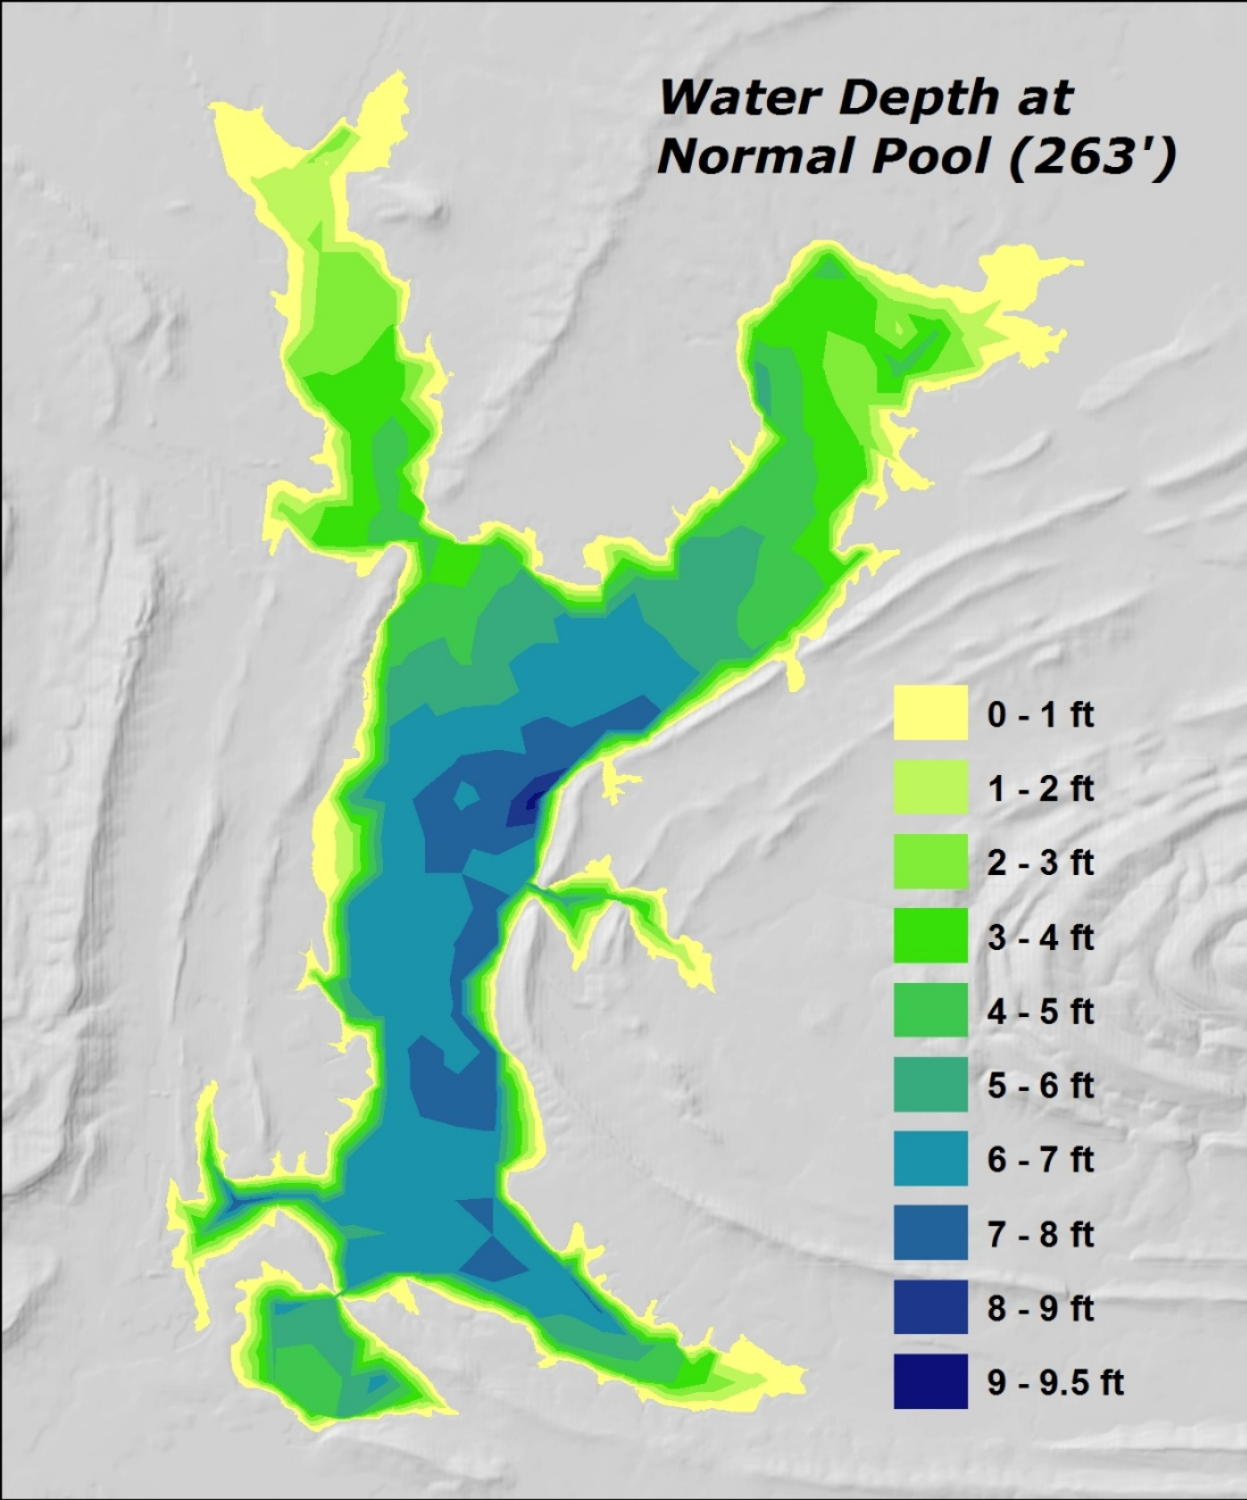 Water Depth at
Normal Pool (263')
0 - 1 ft
1 - 2 ft
2 - 3 ft
3 - 4 ft
4 - 5 ft
5 - 6 ft
6 - 7 ft
7 - 8 ft
8 - 9 ft
9 - 9.5 ft